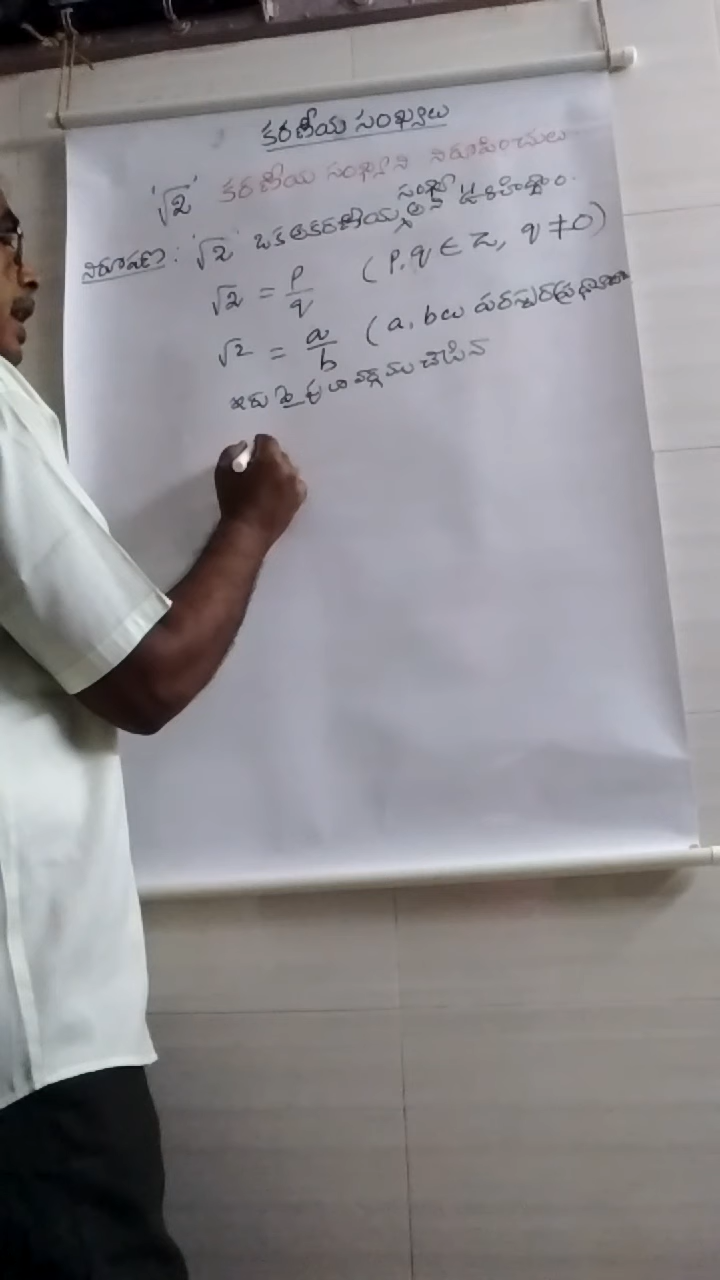 కరణీయ సంఖ్యలు
'√2' కరణీయ సంఖ్య అని నిరూపించుట
నిరూపణ : '√2' ఒక అకరణీయ సంఖ్య అని ఊహిద్దాం.
√2 = p/q (p, q ∈ Z, q ≠ 0)
√2 = a/b (a, b లు పరస్పర ప్రధానా
ఇరువైపులా వర్గము చేసిన